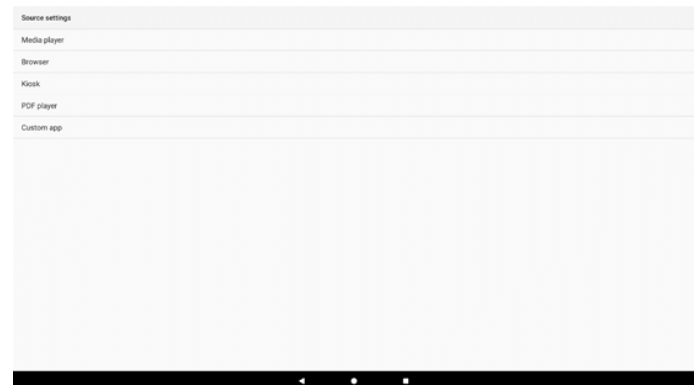 Source settings
Media player
Browser
Kiosk
PDF player
Custom app